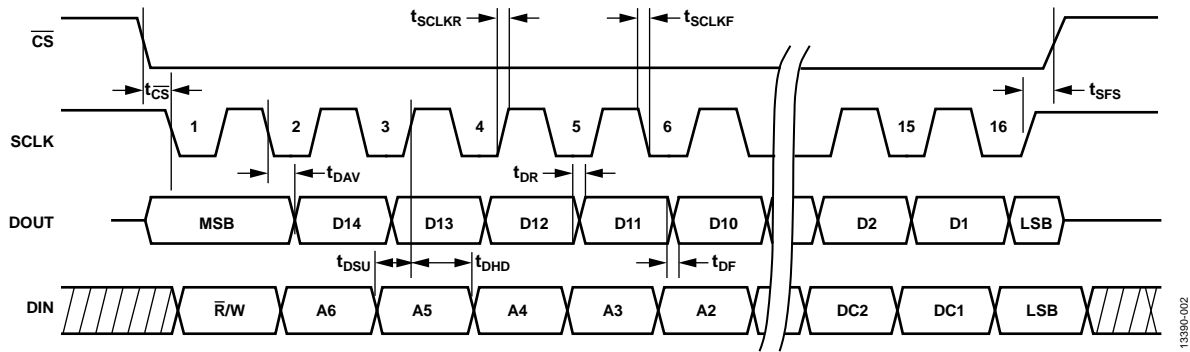 tSCLKR tSCLKF
CS
tCS tSFS
SCLK 1 2 3 4 5 6 15 16
tDAV tDR
DOUT MSB D14 D13 D12 D11 D10 D2 D1 LSB
tDSU tDHD tDF
DIN R/W A6 A5 A4 A3 A2 DC2 DC1 LSB
13390-002